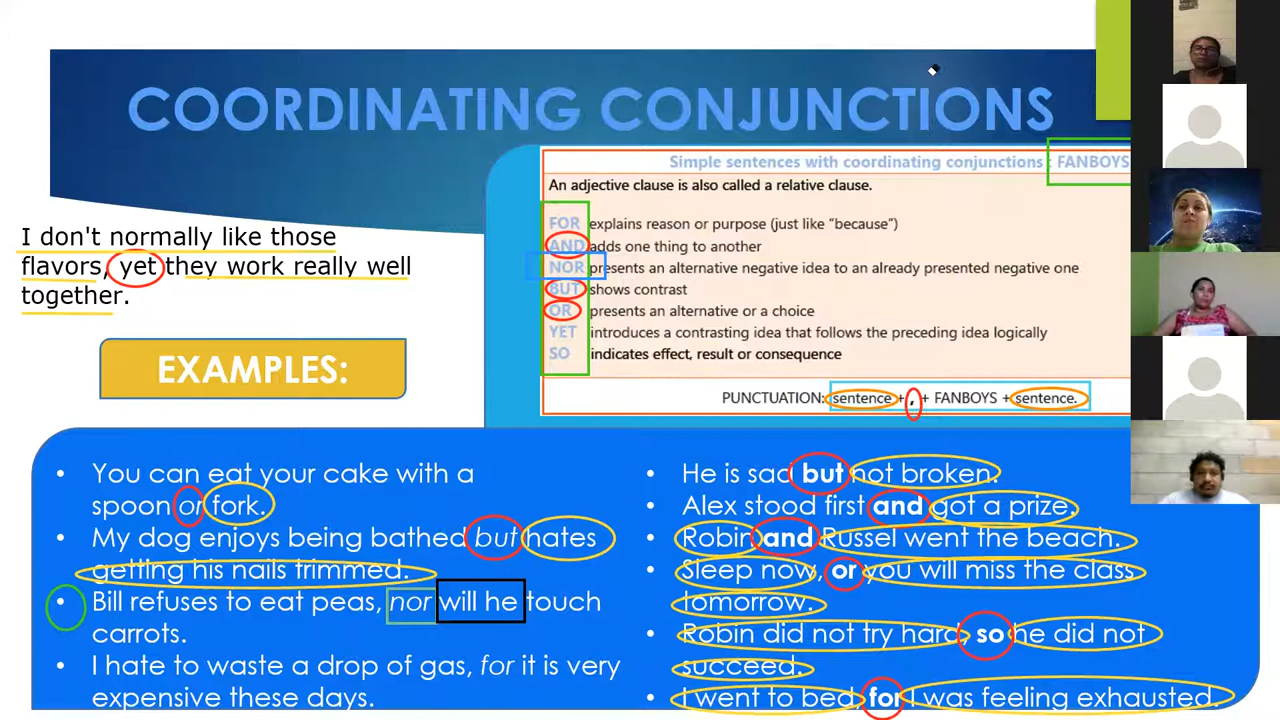 COORDINATING CONJUNCTIONS
Simple sentences with coordinating conjunctions : FANBOYS
An adjective clause is also called a relative clause.
FOR explains reason or purpose (just like “because”)
AND adds one thing to another
NOR presents an alternative negative idea to an already presented negative one
BUT shows contrast
OR presents an alternative or a choice
YET introduces a contrasting idea that follows the preceding idea logically
SO indicates effect, result or consequence
PUNCTUATION: sentence + , + FANBOYS + sentence.
I don't normally like those
flavors, yet they work really well
together.
EXAMPLES:
• You can eat your cake with a
spoon or fork.
• My dog enjoys being bathed but hates
getting his nails trimmed.
• Bill refuses to eat peas, nor will he touch
carrots.
• I hate to waste a drop of gas, for it is very
expensive these days.
• He is sad but not broken.
• Alex stood first and got a prize.
• Robin and Russel went the beach.
• Sleep now, or you will miss the class
tomorrow.
• Robin did not try hard, so he did not
succeed.
• I went to bed, for I was feeling exhausted.